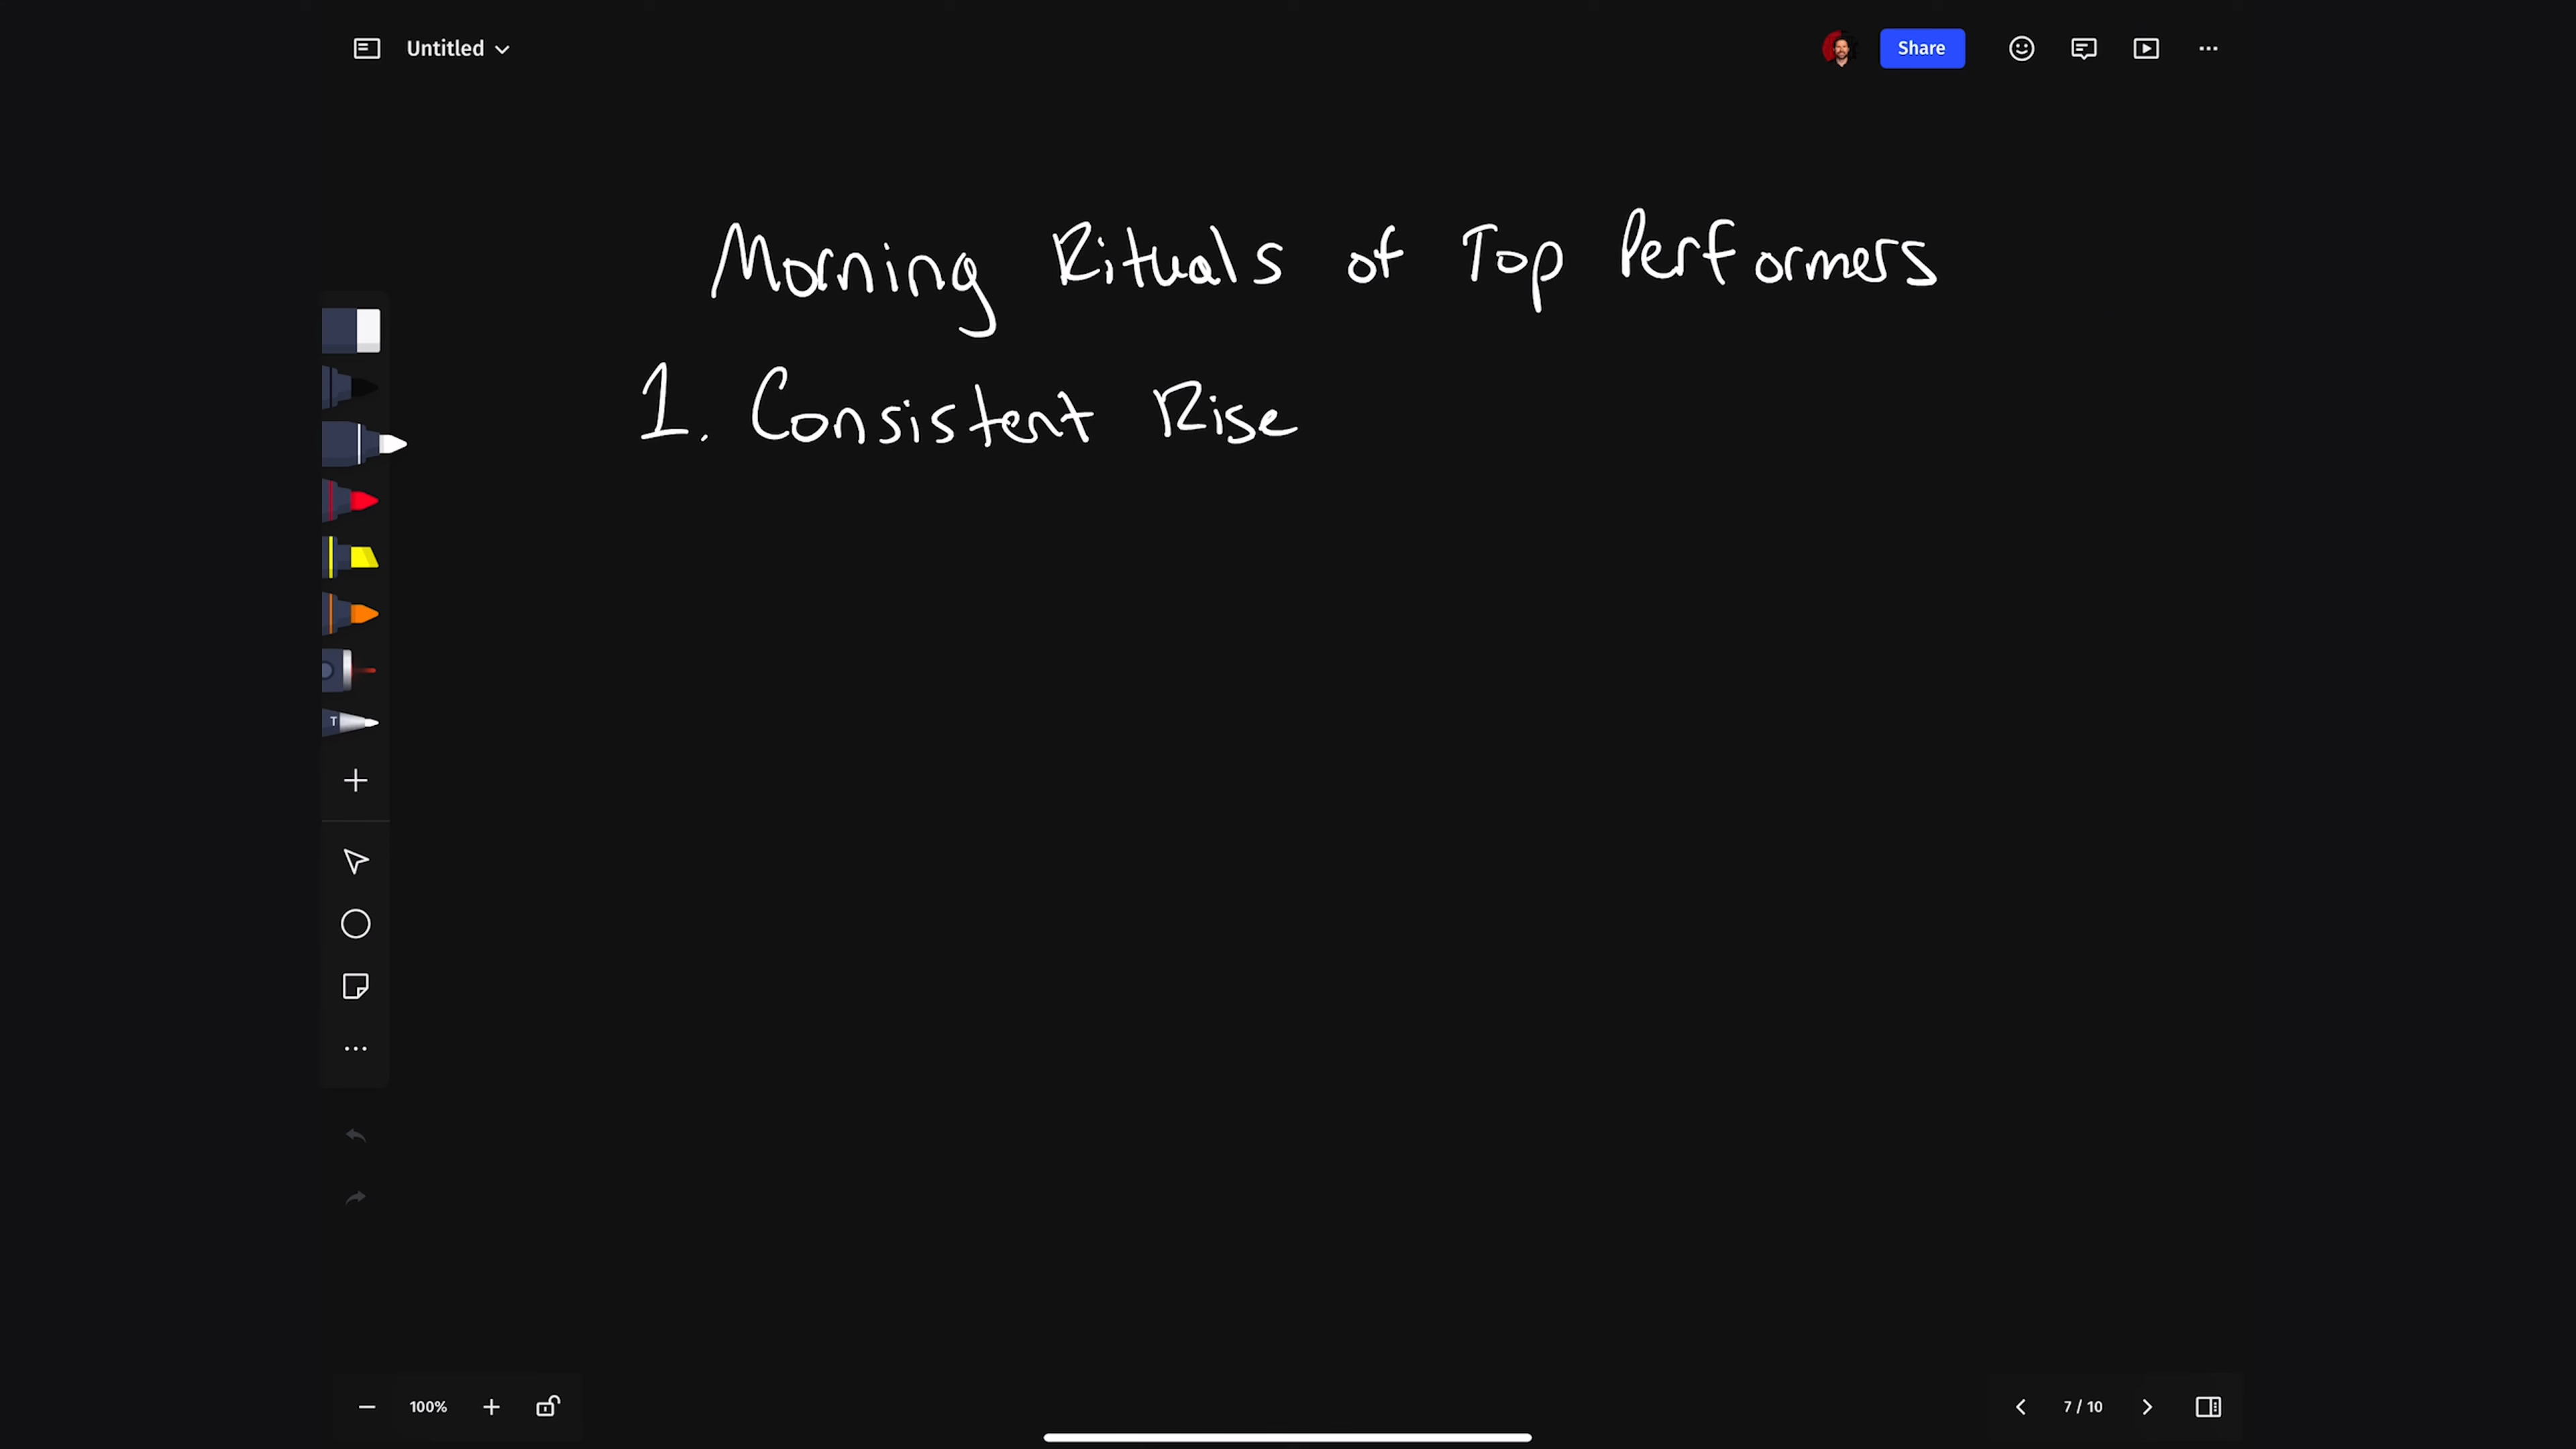 Untitled
Share
Morning Rituals of Top Performers
1. Consistent Rise
T
100%
7 / 10